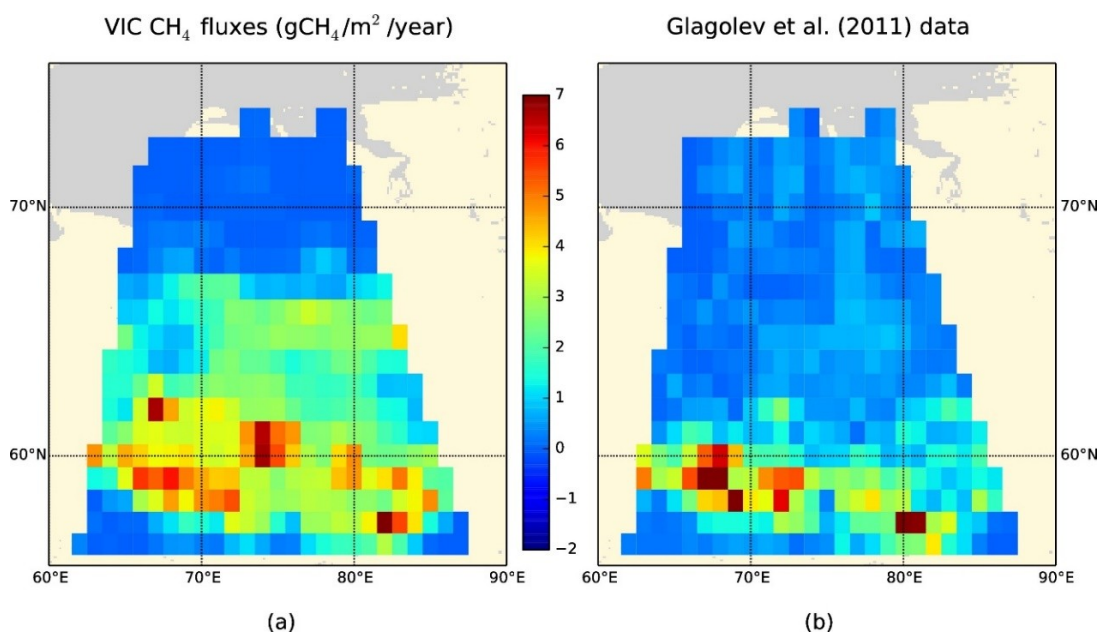 VIC CH₄ fluxes (gCH₄/m² /year)
Glagolev et al. (2011) data
70°N
60°N
60°E
70°E
80°E
90°E
7
6
5
4
3
2
1
0
−1
−2
70°N
60°N
60°E
70°E
80°E
90°E
(a)
(b)